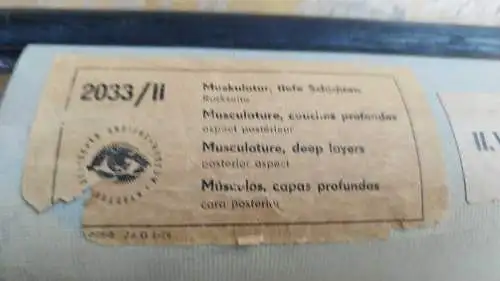 2033/II
Muskulatur, tiefe Schichten,
Rückseite
Musculature, couches profondes
aspect postérieur
Musculature, deep layers
posterior aspect
Músculos, capas profundas
cara posterior
II.